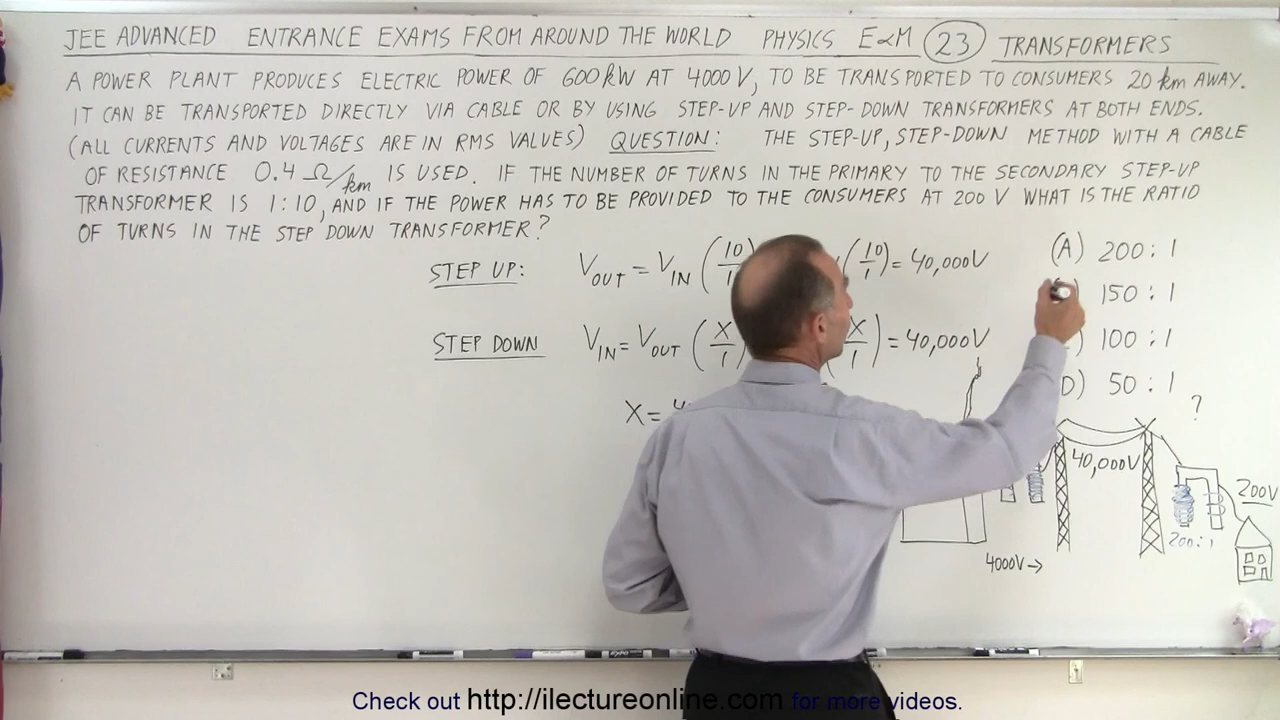 JEE ADVANCED ENTRANCE EXAMS FROM AROUND THE WORLD PHYSICS E&M 23 TRANSFORMERS
A POWER PLANT PRODUCES ELECTRIC POWER OF 600 kW AT 4000 V, TO BE TRANSPORTED TO CONSUMERS 20 km AWAY.
IT CAN BE TRANSPORTED DIRECTLY VIA CABLE OR BY USING STEP-UP AND STEP-DOWN TRANSFORMERS AT BOTH ENDS.
(ALL CURRENTS AND VOLTAGES ARE IN RMS VALUES) QUESTION: THE STEP-UP, STEP-DOWN METHOD WITH A CABLE
OF RESISTANCE 0.4 Ω/km IS USED. IF THE NUMBER OF TURNS IN THE PRIMARY TO THE SECONDARY STEP-UP
TRANSFORMER IS 1:10, AND IF THE POWER HAS TO BE PROVIDED TO THE CONSUMERS AT 200 V WHAT IS THE RATIO
OF TURNS IN THE STEP DOWN TRANSFORMER?
STEP UP: V_OUT = V_IN (10/1) (10/1) = 40,000V
(A) 200 : 1
150 : 1
STEP DOWN V_IN = V_OUT (X/1) (X/1) = 40,000V
100 : 1
D) 50 : 1
X =
?
40,000V
200V
200:1
4000V →
Check out http://ilectureonline.com for more videos.